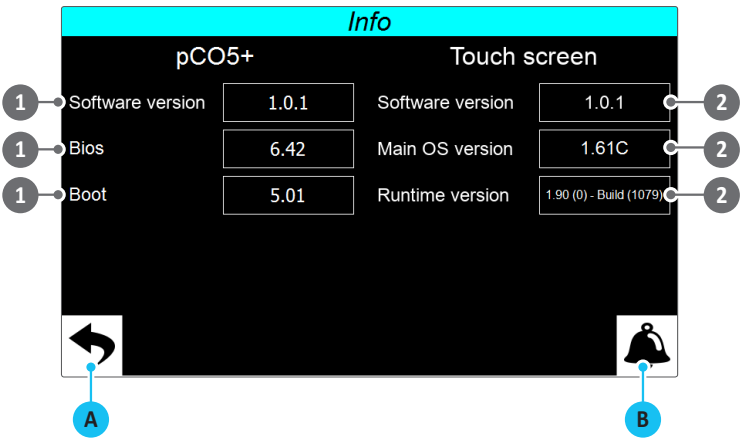 Info
pCO5+ Touch screen
1 Software version 1.0.1 Software version 1.0.1 2
1 Bios 6.42 Main OS version 1.61C 2
1 Boot 5.01 Runtime version 1.90 (0) - Build (1079) 2
A B